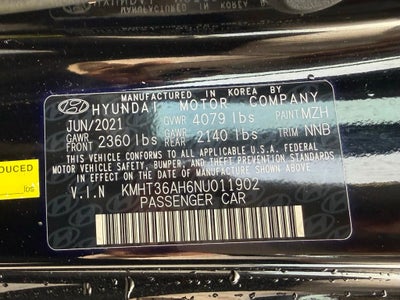 MANUFACTURED IN KOREA BY
HYUNDAI MOTOR COMPANY
JUN/2021 GVWR 4079 lbs PAINT MZH
GAWR FRONT 2360 lbs GAWR REAR 2140 lbs TRIM NNB
THIS VEHICLE CONFORMS TO ALL APPLICABLE U.S.A. FEDERAL
MOTOR VEHICLE SAFETY, BUMPER, AND THEFT PREVENTION STANDARDS
IN EFFECT ON THE DATE OF MANUFACTURE SHOWN ABOVE.
V.I.N KMHT36AH6NU011902
PASSENGER CAR
DUCED
lbs